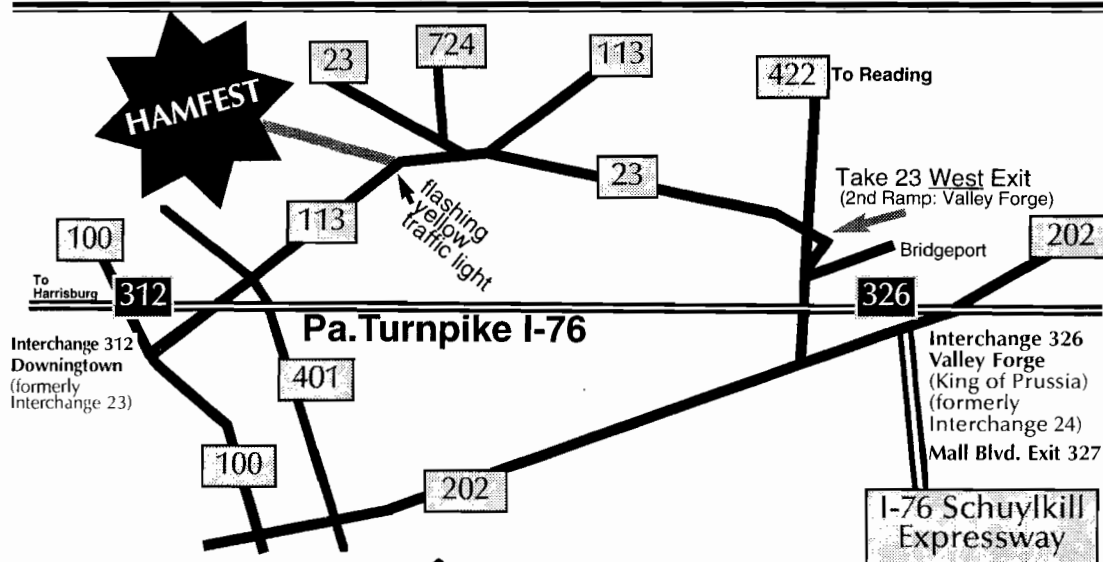 HAMFEST
23
724
113
422
To Reading
23
Take 23 West Exit
(2nd Ramp: Valley Forge)
flashing
yellow
traffic light
113
100
202
Bridgeport
To
Harrisburg
312
326
Pa.Turnpike I-76
Interchange 312
Downingtown
(formerly
Interchange 23)
401
Interchange 326
Valley Forge
(King of Prussia)
(formerly
Interchange 24)
Mall Blvd. Exit 327
100
202
I-76 Schuylkill
Expressway